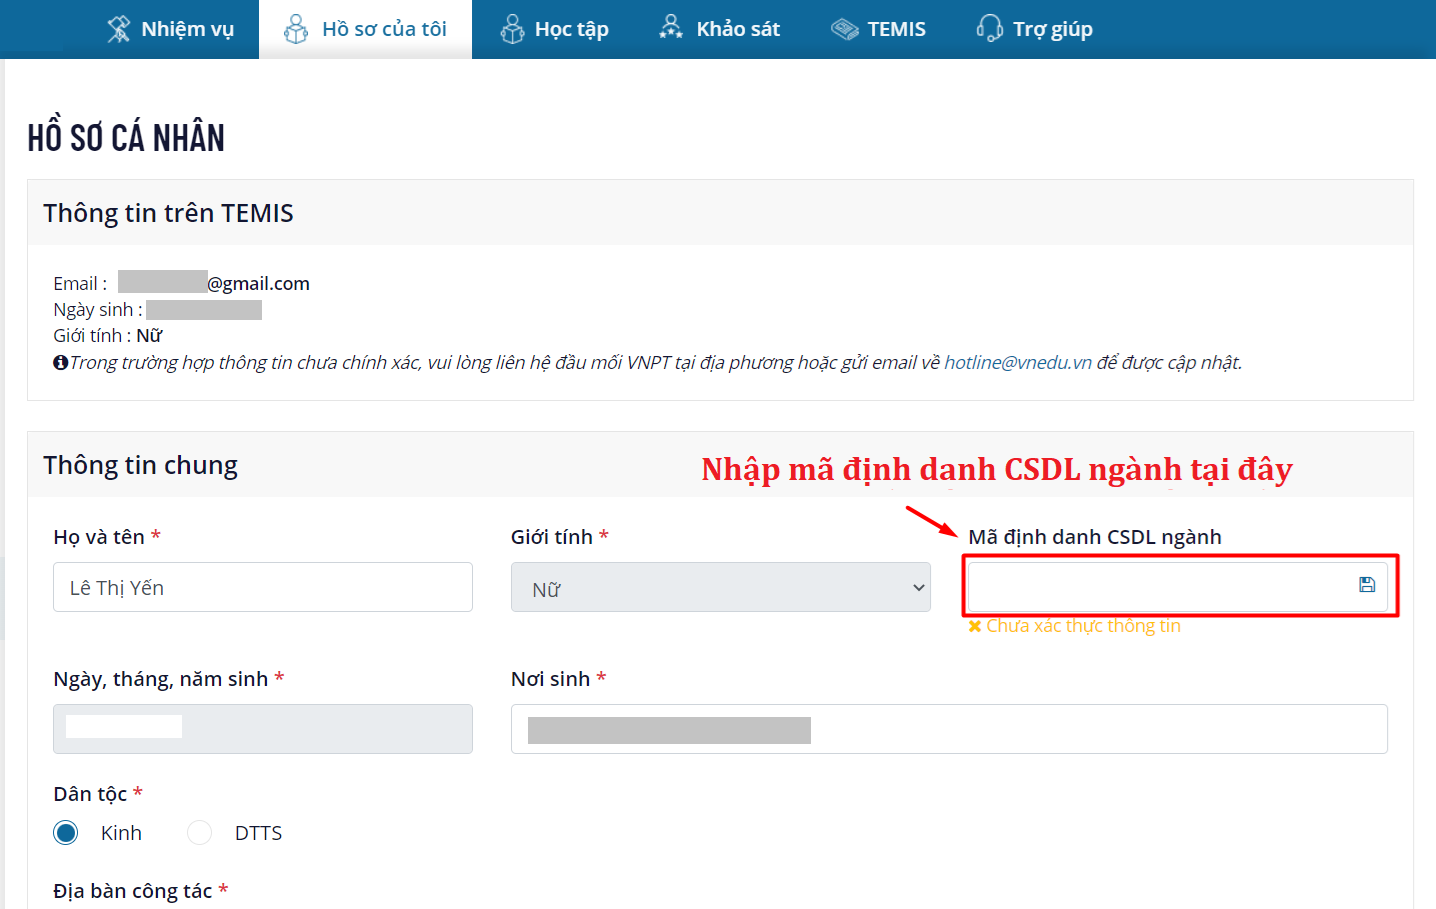 Nhiệm vụ Hồ sơ của tôi Học tập Khảo sát TEMIS Trợ giúp
HỒ SƠ CÁ NHÂN
Thông tin trên TEMIS
Email : @gmail.com
Ngày sinh :
Giới tính : Nữ
Trong trường hợp thông tin chưa chính xác, vui lòng liên hệ đầu mối VNPT tại địa phương hoặc gửi email về hotline@vnedu.vn để được cập nhật.
Thông tin chung
Nhập mã định danh CSDL ngành tại đây
Họ và tên * Giới tính * Mã định danh CSDL ngành
Lê Thị Yến Nữ
Chưa xác thực thông tin
Ngày, tháng, năm sinh * Nơi sinh *
Dân tộc *
Kinh DTTS
Địa bàn công tác *